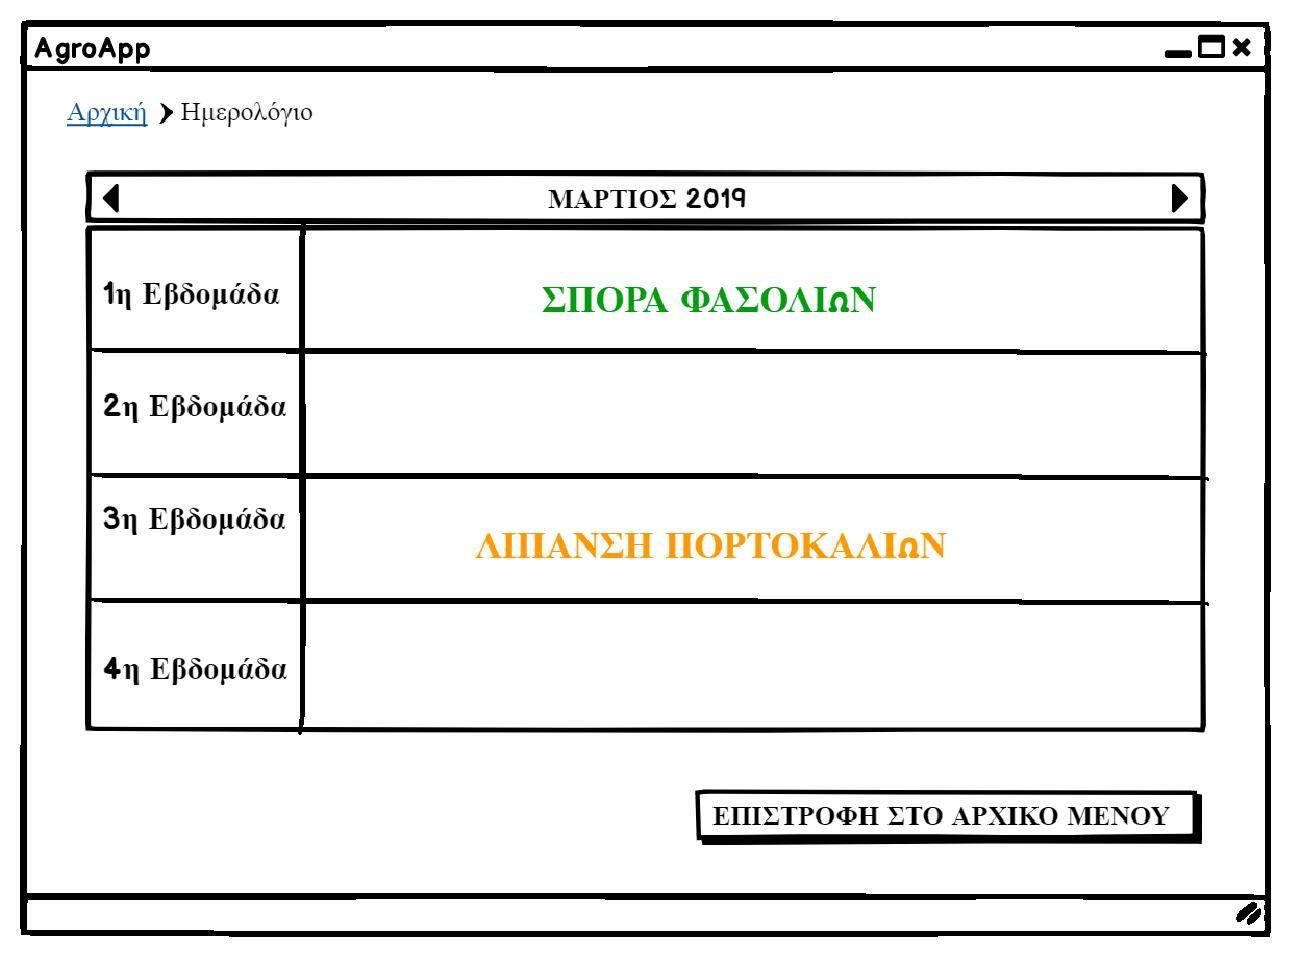 AgroApp
Αρχική > Ημερολόγιο
ΜΑΡΤΙΟΣ 2019
1η Εβδομάδα
ΣΠΟΡΑ ΦΑΣΟΛΙΩΝ
2η Εβδομάδα
3η Εβδομάδα
ΛΙΠΑΝΣΗ ΠΟΡΤΟΚΑΛΙΩΝ
4η Εβδομάδα
ΕΠΙΣΤΡΟΦΗ ΣΤΟ ΑΡΧΙΚΟ ΜΕΝΟΥ